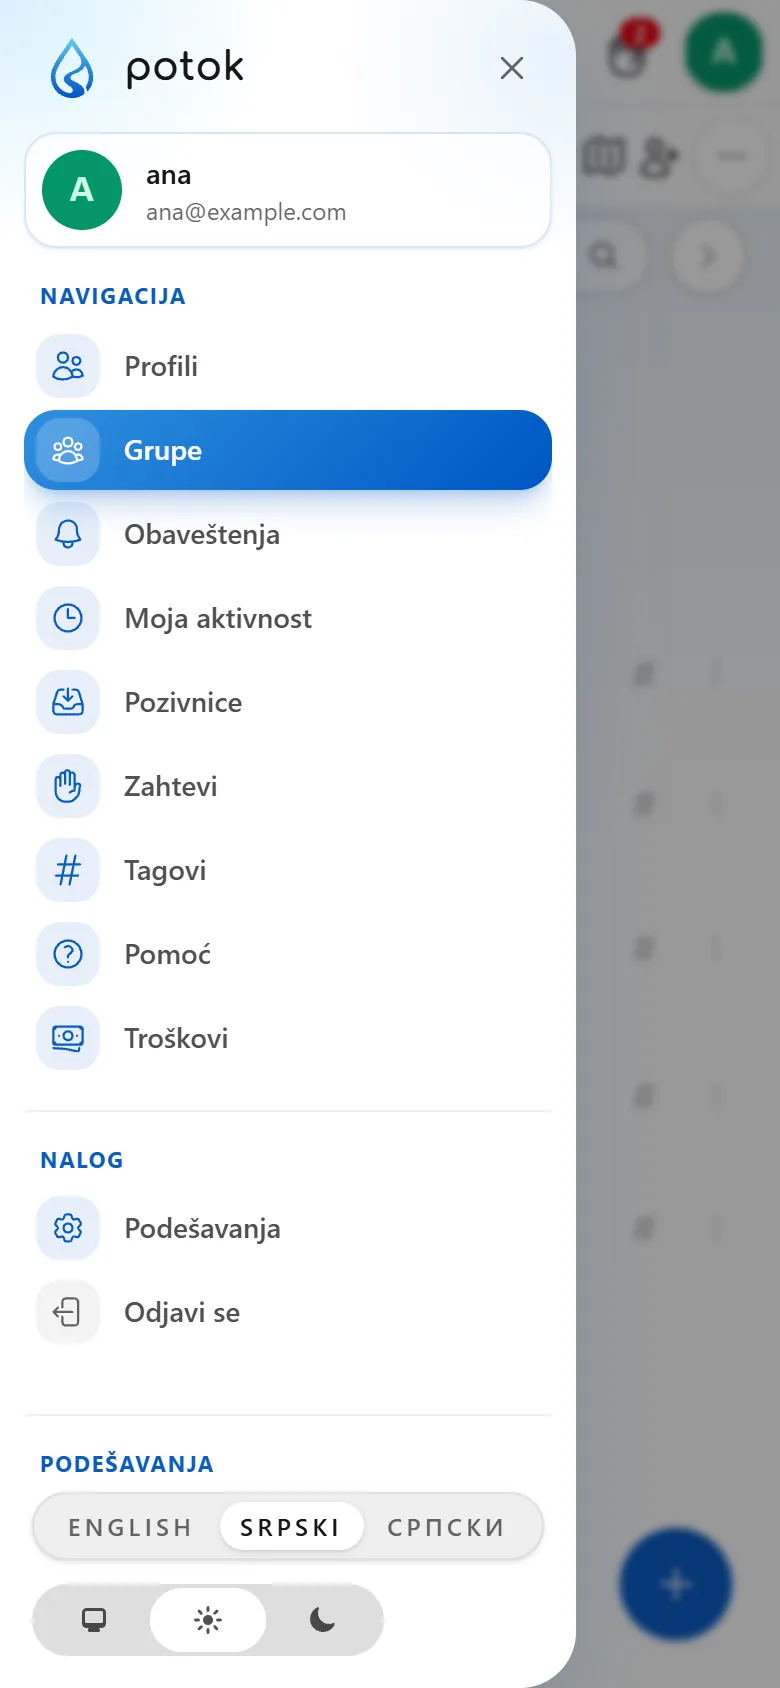 potok
A
ana
ana@example.com
NAVIGACIJA
Profili
Grupe
Obaveštenja
Moja aktivnost
Pozivnice
Zahtevi
Tagovi
Pomoć
Troškovi
NALOG
Podešavanja
Odjavi se
PODEŠAVANJA
ENGLISH SRPSKI СРПСКИ
A